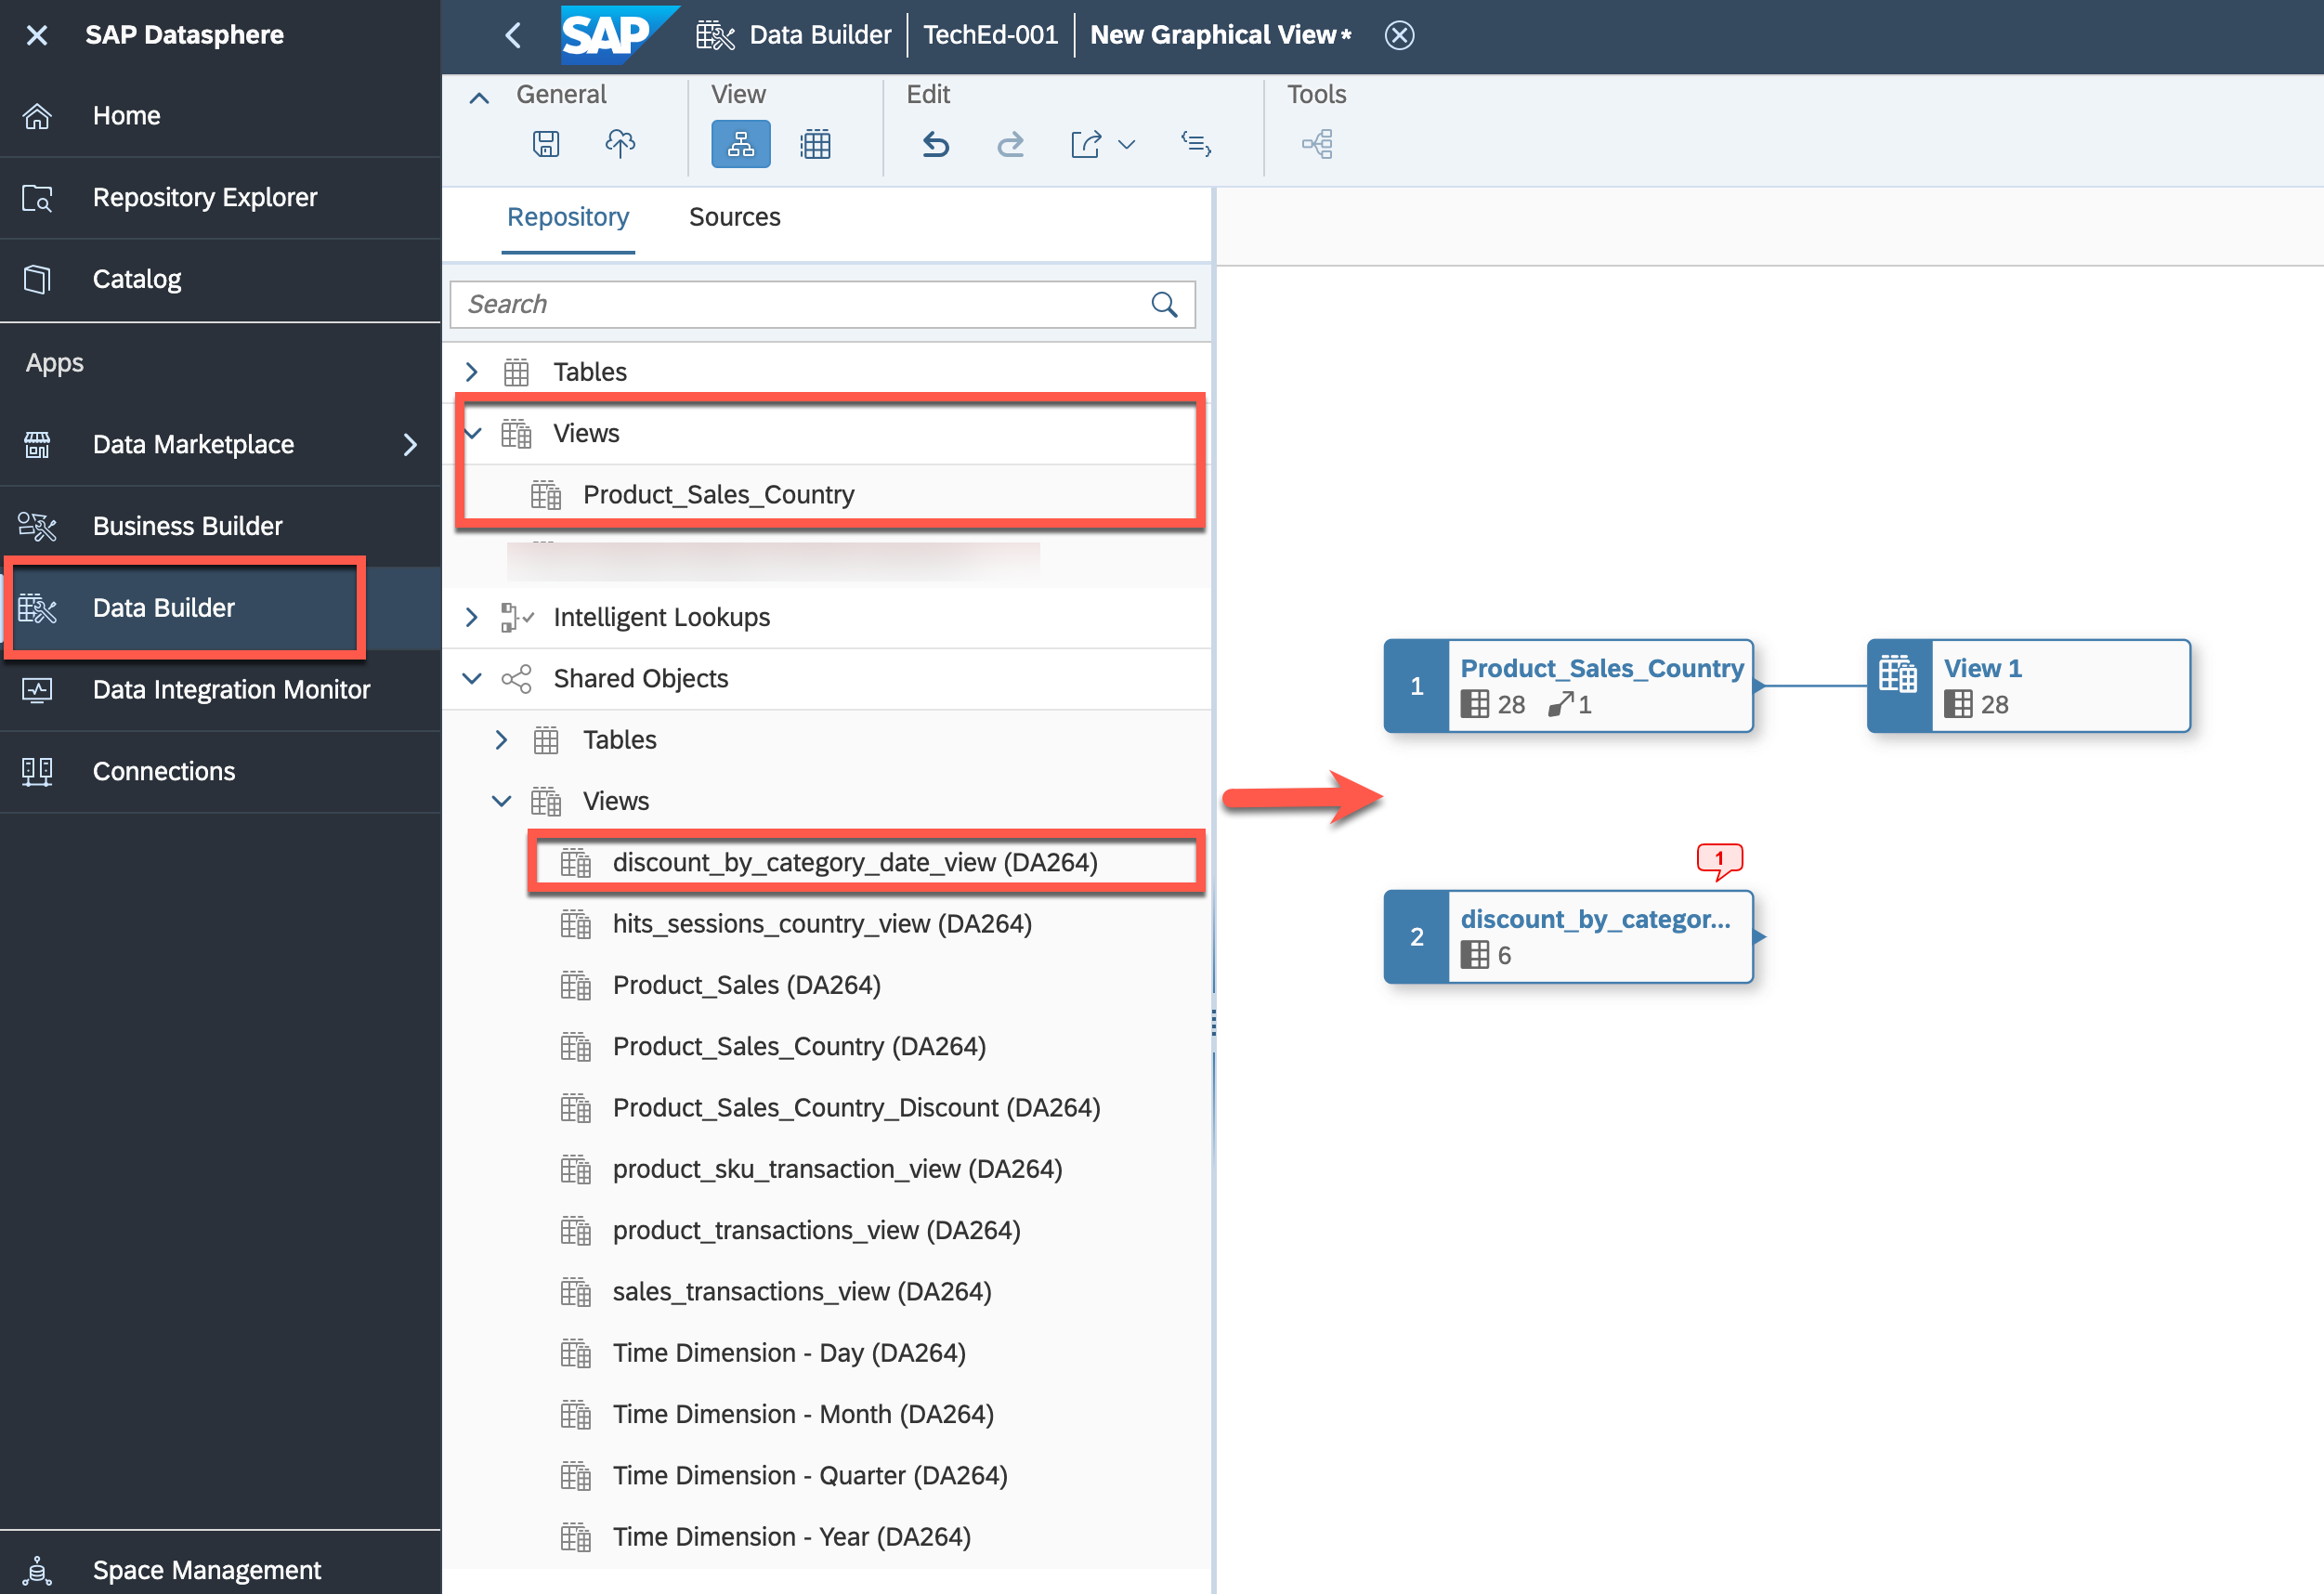 SAP Datasphere
Home
Repository Explorer
Catalog
Apps
Data Marketplace
Business Builder
Data Builder
Data Integration Monitor
Connections
Space Management
SAP Data Builder TechEd-001 New Graphical View*
General View Edit Tools
Repository Sources
Search
Tables
Views
Product_Sales_Country
Intelligent Lookups
Shared Objects
Tables
Views
discount_by_category_date_view (DA264)
hits_sessions_country_view (DA264)
Product_Sales (DA264)
Product_Sales_Country (DA264)
Product_Sales_Country_Discount (DA264)
product_sku_transaction_view (DA264)
product_transactions_view (DA264)
sales_transactions_view (DA264)
Time Dimension - Day (DA264)
Time Dimension - Month (DA264)
Time Dimension - Quarter (DA264)
Time Dimension - Year (DA264)
1
Product_Sales_Country
28 1
View 1
28
1
2
discount_by_categor...
6